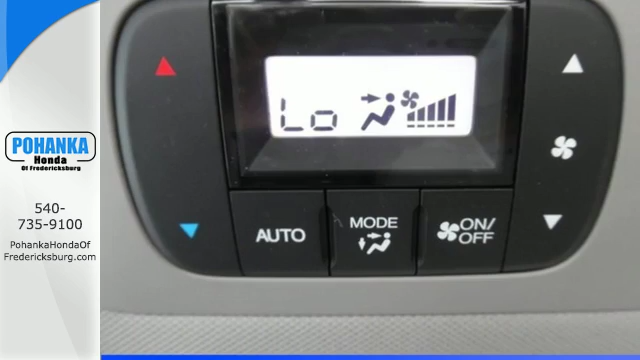 POHANKA
Honda
Of Fredericksburg
540-
735-9100
PohankaHondaOf
Fredericksburg.com
Lo
AUTO
MODE
ON/
OFF